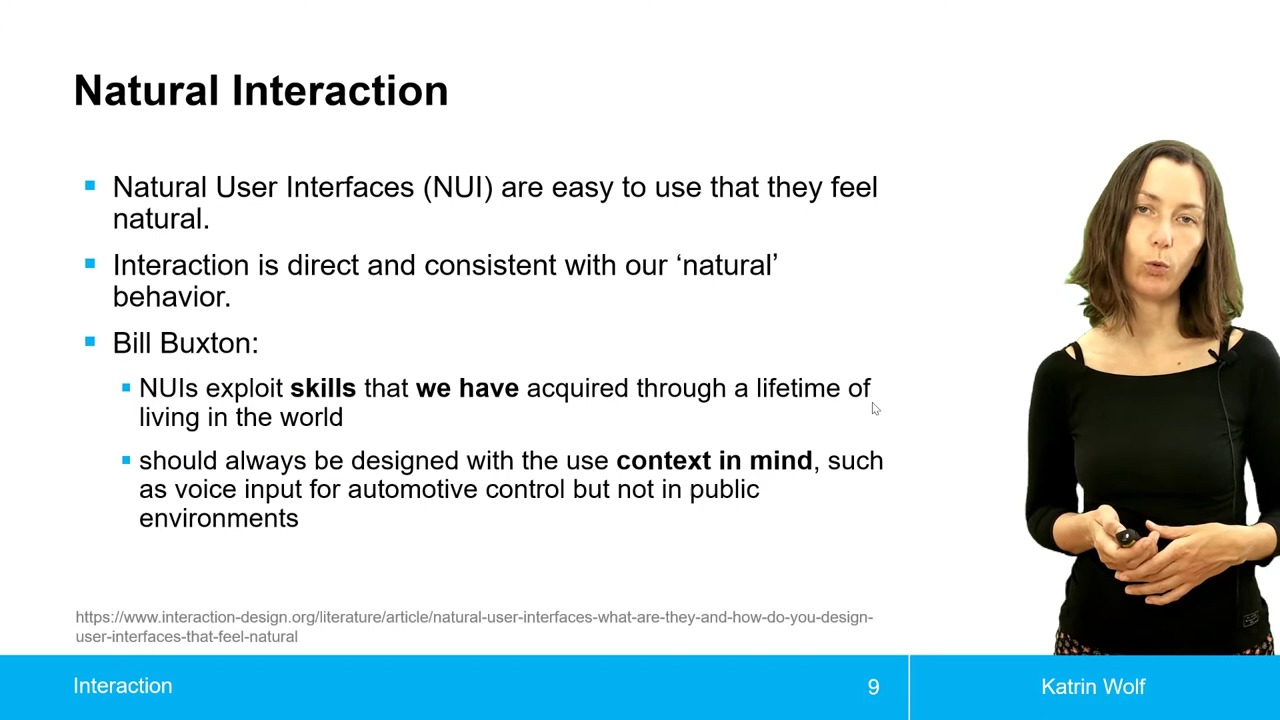 Natural Interaction
Natural User Interfaces (NUI) are easy to use that they feel
natural.
Interaction is direct and consistent with our ‘natural’
behavior.
Bill Buxton:
NUIs exploit skills that we have acquired through a lifetime of
living in the world
should always be designed with the use context in mind, such
as voice input for automotive control but not in public
environments
https://www.interaction-design.org/literature/article/natural-user-interfaces-what-are-they-and-how-do-you-design-
user-interfaces-that-feel-natural
Interaction
9
Katrin Wolf